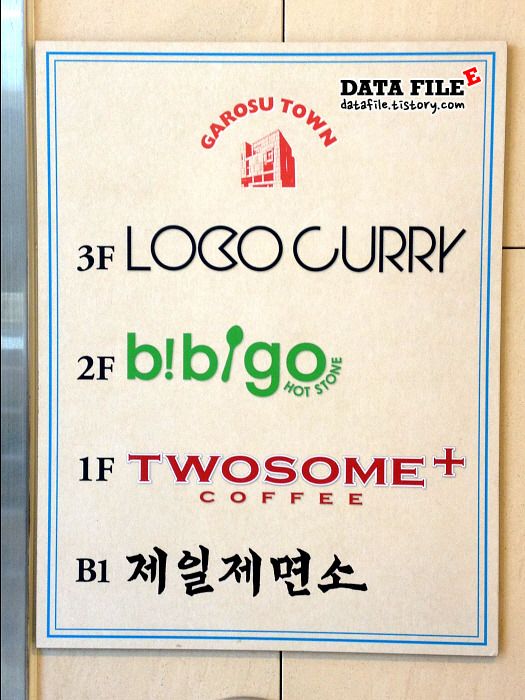 DATA FILE E
datafile.tistory.com
GAROSU TOWN
3F LOCO CURRY
2F b!bigo
HOT STONE
1F TWOSOME+
COFFEE
B1 제일제면소